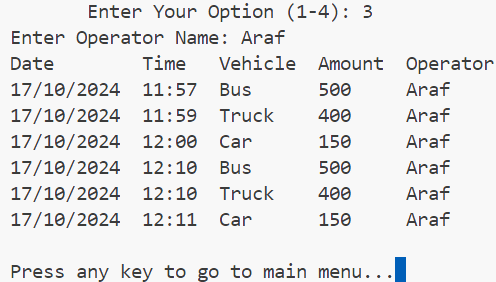 Enter Your Option (1-4): 3
Enter Operator Name: Araf
Date Time Vehicle Amount Operator
17/10/2024 11:57 Bus 500 Araf
17/10/2024 11:59 Truck 400 Araf
17/10/2024 12:00 Car 150 Araf
17/10/2024 12:10 Bus 500 Araf
17/10/2024 12:10 Truck 400 Araf
17/10/2024 12:11 Car 150 Araf
Press any key to go to main menu...